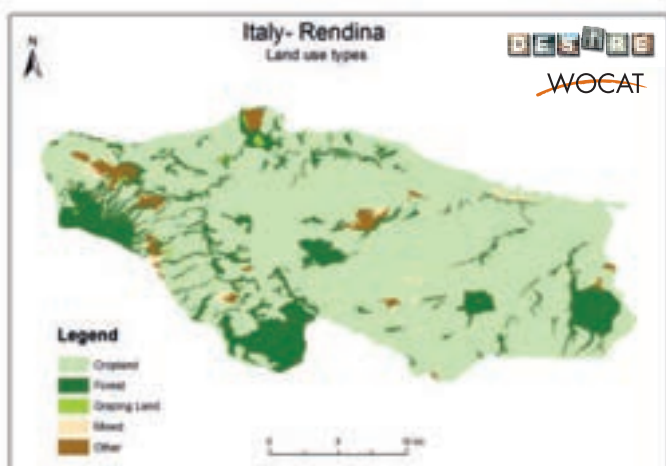 Italy- Rendina
Land use types
N
DESIRE
WOCAT
Legend
Cropland
Forest
Grazing Land
Mixed
Other